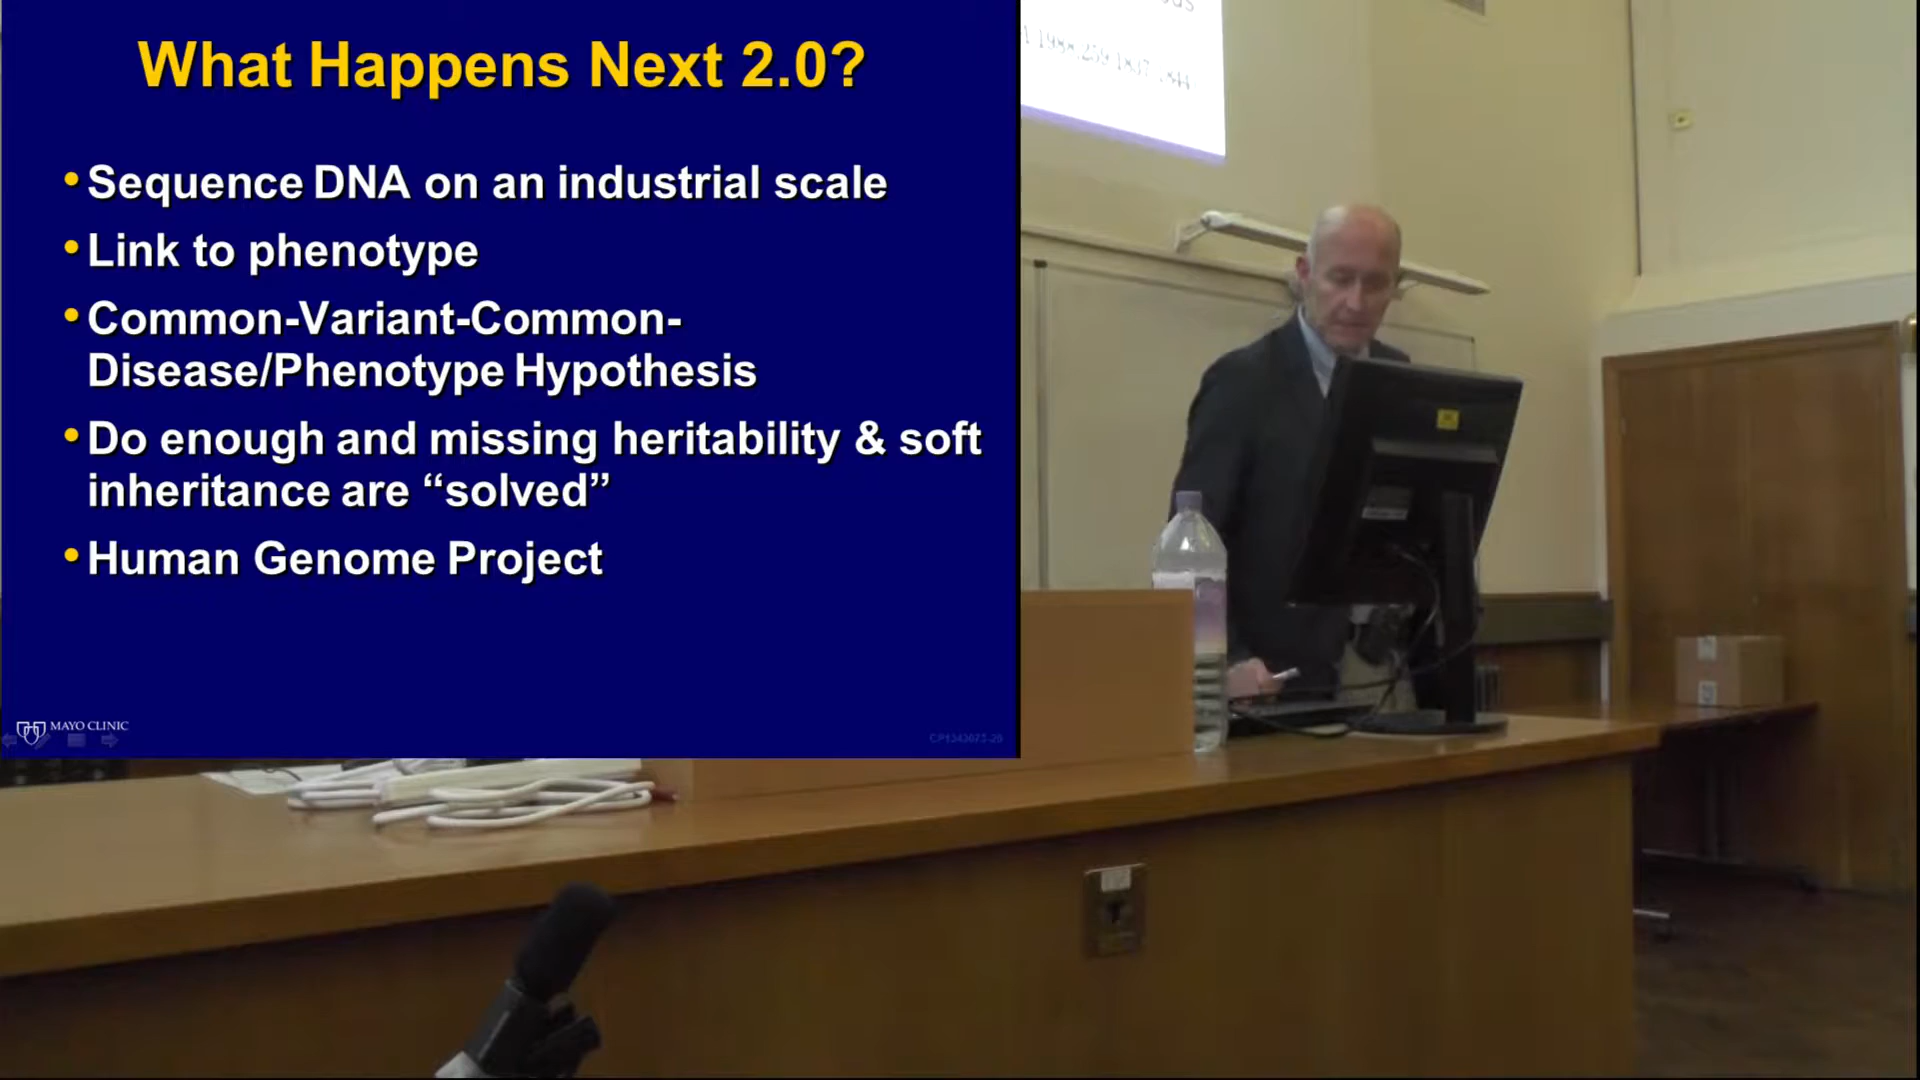 What Happens Next 2.0?
• Sequence DNA on an industrial scale
• Link to phenotype
• Common-Variant-Common-
Disease/Phenotype Hypothesis
• Do enough and missing heritability & soft
inheritance are “solved”
• Human Genome Project
MAYO CLINIC